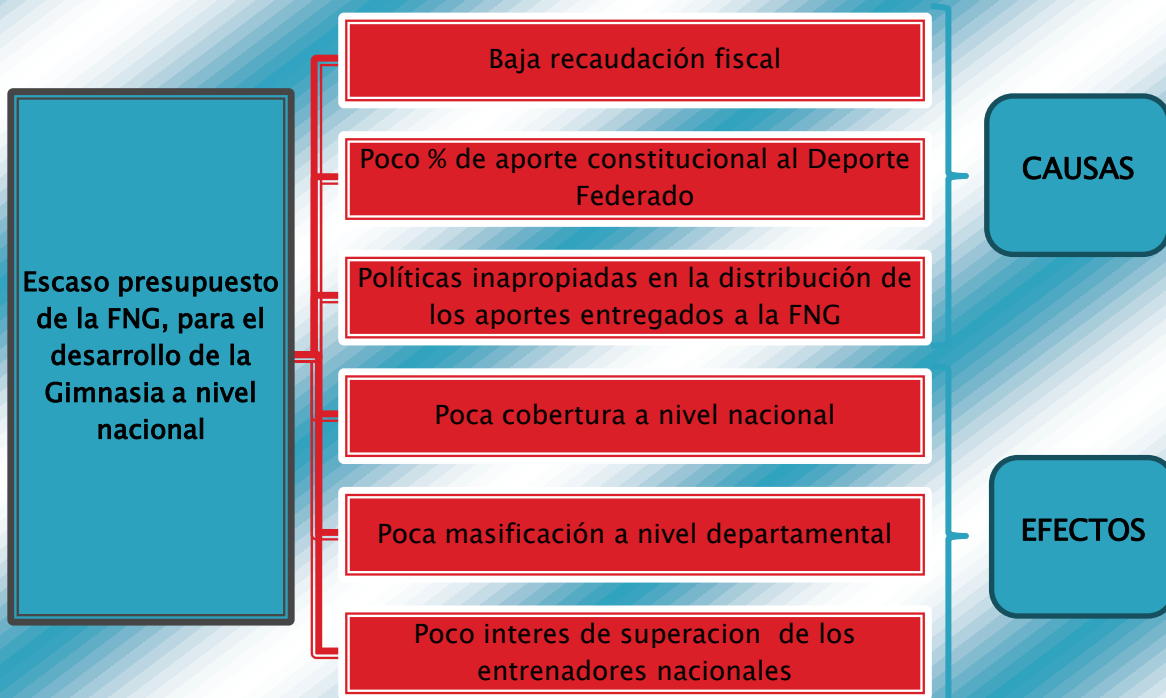 Escaso presupuesto
de la FNG, para el
desarrollo de la
Gimnasia a nivel
nacional
Baja recaudación fiscal
Poco % de aporte constitucional al Deporte
Federado
Políticas inapropiadas en la distribución de
los aportes entregados a la FNG
CAUSAS
Poca cobertura a nivel nacional
Poca masificación a nivel departamental
Poco interes de superacion  de los
entrenadores nacionales
EFECTOS